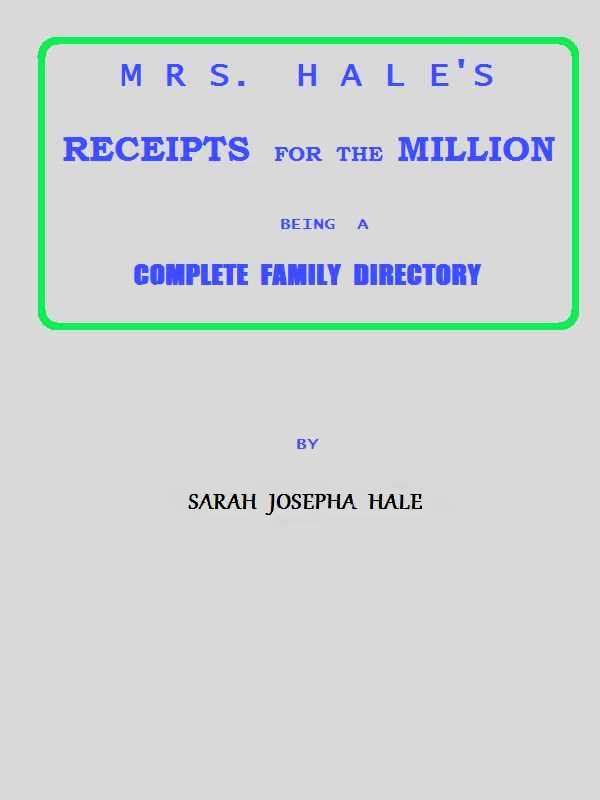 MRS. HALE'S
RECEIPTS FOR THE MILLION
BEING A
COMPLETE FAMILY DIRECTORY
BY
SARAH JOSEPHA HALE